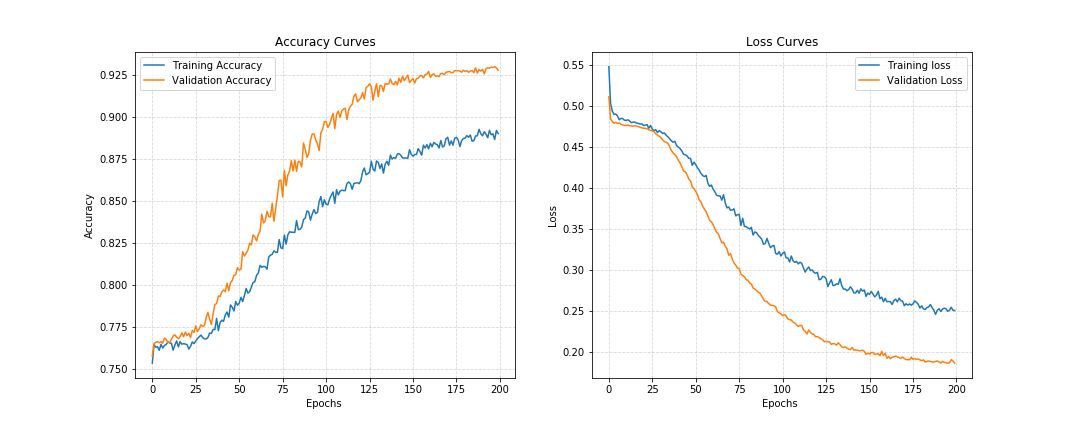 Accuracy Curves
Training Accuracy
Validation Accuracy
0.925
0.900
0.875
0.850
0.825
0.800
0.775
0.750
Accuracy
0 25 50 75 100 125 150 175 200
Epochs
Loss Curves
Training loss
Validation Loss
0.55
0.50
0.45
0.40
0.35
0.30
0.25
0.20
Loss
0 25 50 75 100 125 150 175 200
Epochs